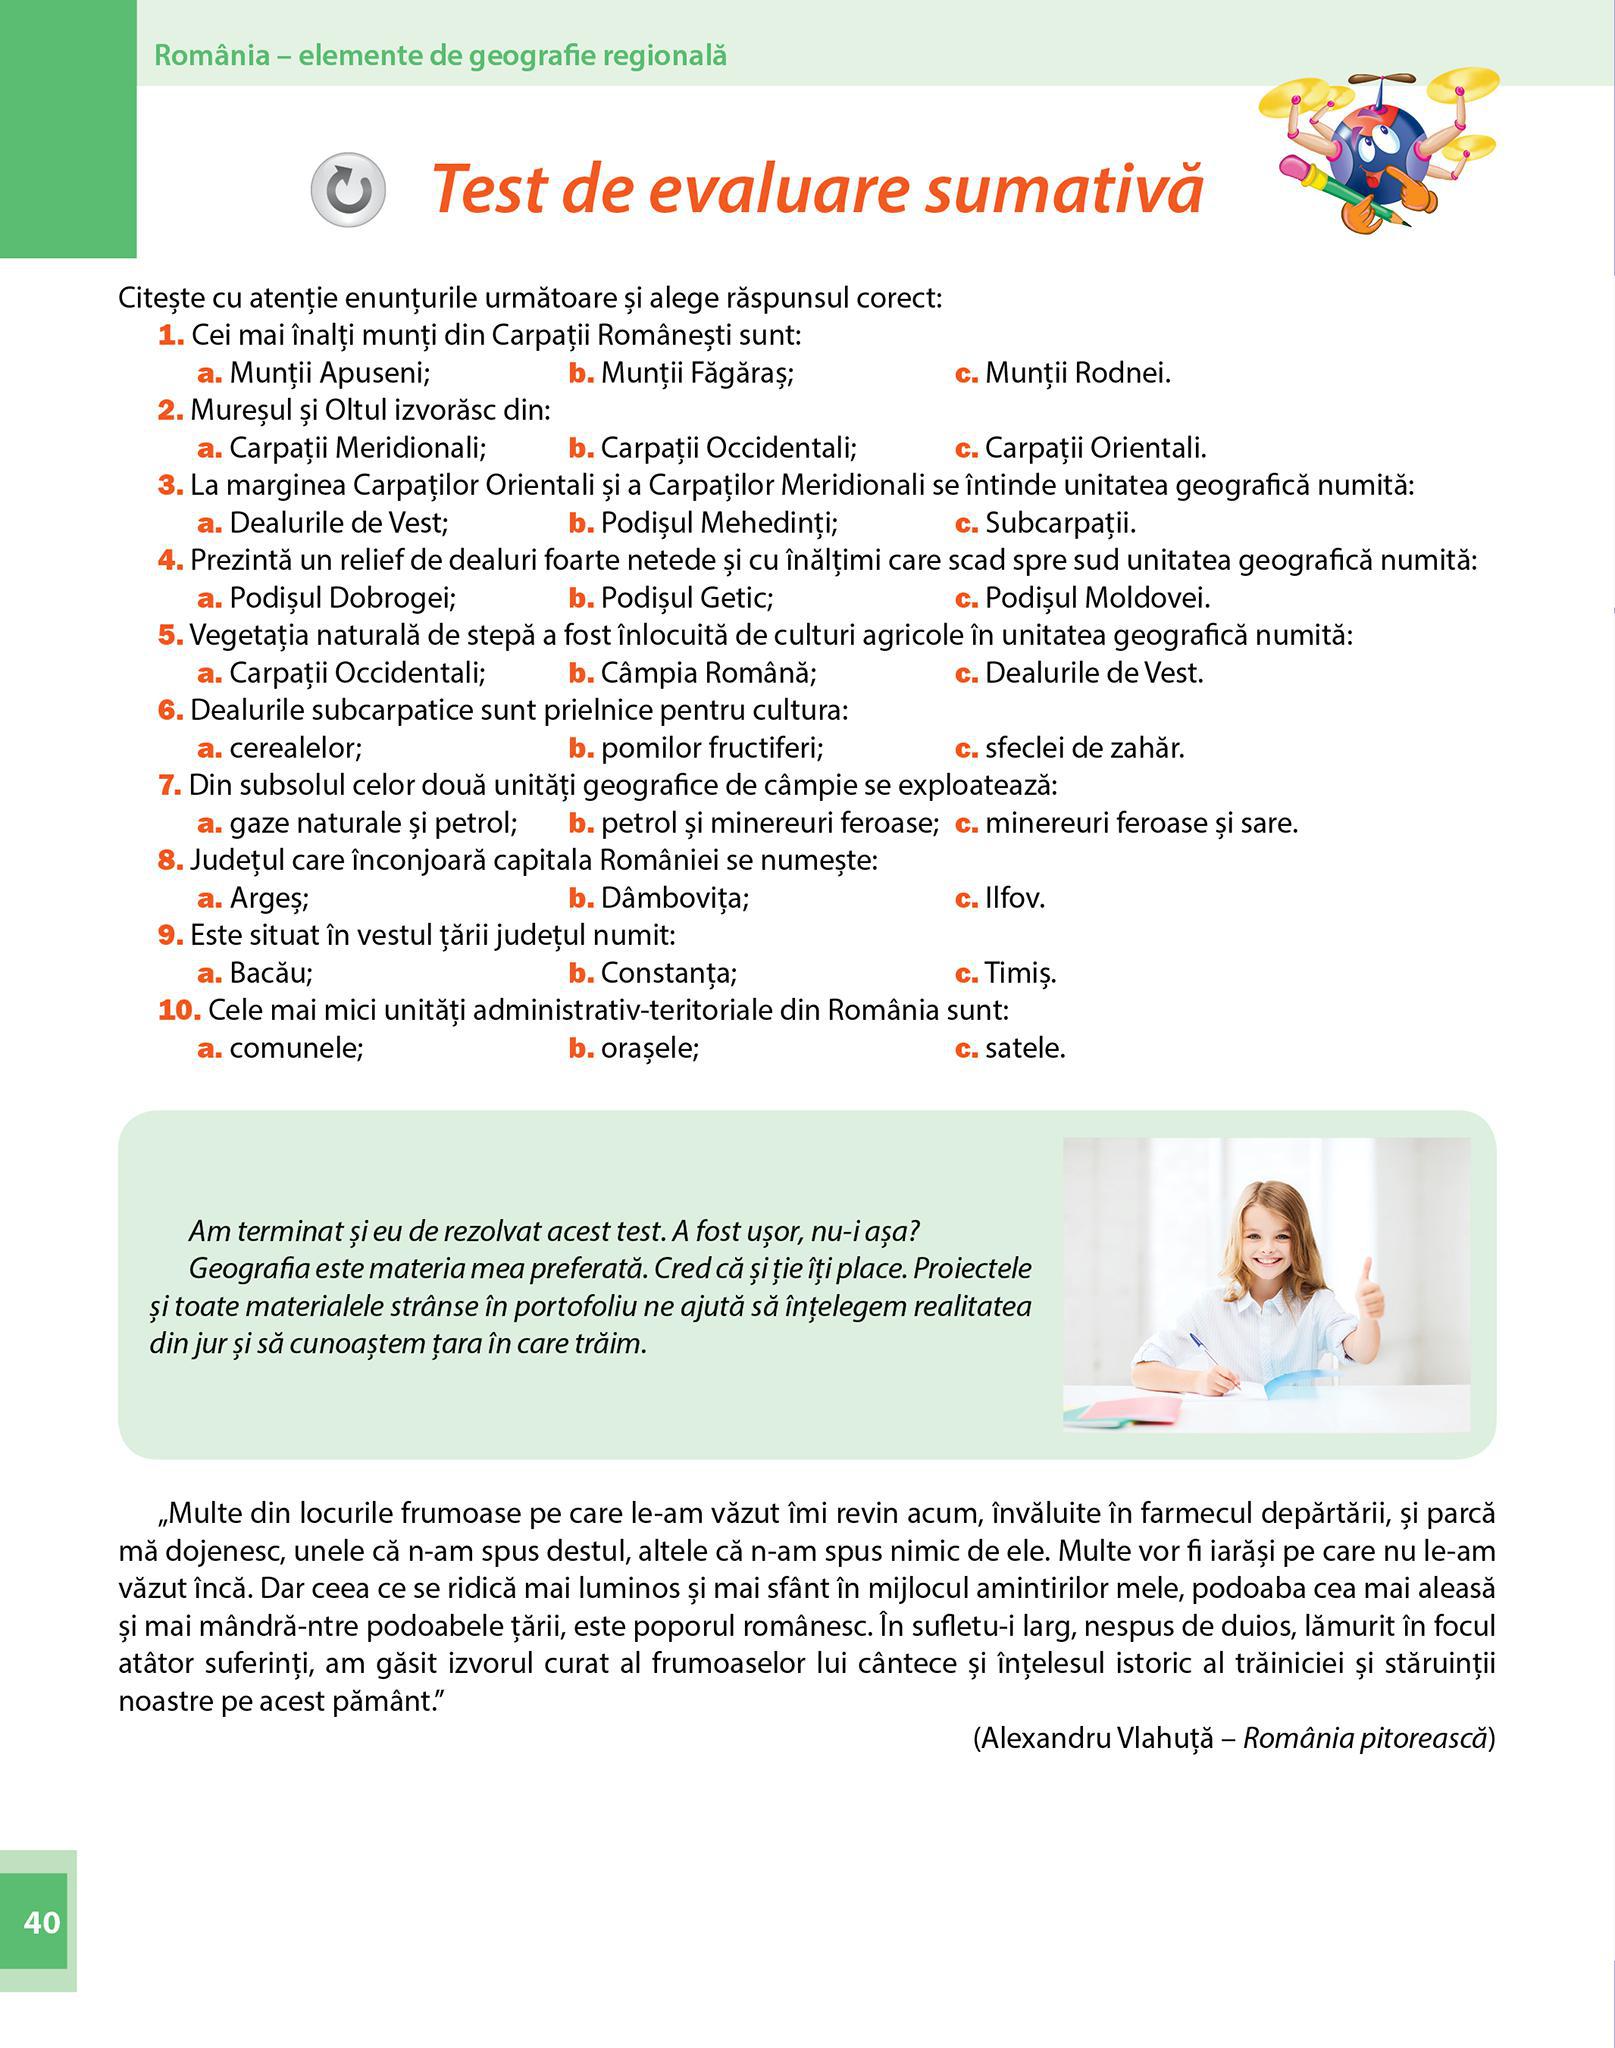 România – elemente de geografie regională
Test de evaluare sumativă
Citește cu atenție enunțurile următoare și alege răspunsul corect:
1. Cei mai înalți munți din Carpații Românești sunt:
a. Munții Apuseni; b. Munții Făgăraș; c. Munții Rodnei.
2. Mureșul și Oltul izvorăsc din:
a. Carpații Meridionali; b. Carpații Occidentali; c. Carpații Orientali.
3. La marginea Carpaților Orientali și a Carpaților Meridionali se întinde unitatea geografică numită:
a. Dealurile de Vest; b. Podișul Mehedinți; c. Subcarpații.
4. Prezintă un relief de dealuri foarte netede și cu înălțimi care scad spre sud unitatea geografică numită:
a. Podișul Dobrogei; b. Podișul Getic; c. Podișul Moldovei.
5. Vegetația naturală de stepă a fost înlocuită de culturi agricole în unitatea geografică numită:
a. Carpații Occidentali; b. Câmpia Română; c. Dealurile de Vest.
6. Dealurile subcarpatice sunt prielnice pentru cultura:
a. cerealelor; b. pomilor fructiferi; c. sfeclei de zahăr.
7. Din subsolul celor două unități geografice de câmpie se exploatează:
a. gaze naturale și petrol; b. petrol și minereuri feroase; c. minereuri feroase și sare.
8. Județul care înconjoară capitala României se numește:
a. Argeș; b. Dâmbovița; c. Ilfov.
9. Este situat în vestul țării județul numit:
a. Bacău; b. Constanța; c. Timiș.
10. Cele mai mici unități administrativ-teritoriale din România sunt:
a. comunele; b. orașele; c. satele.
Am terminat și eu de rezolvat acest test. A fost ușor, nu-i așa?
Geografia este materia mea preferată. Cred că și ție îți place. Proiectele
și toate materialele strânse în portofoliu ne ajută să înțelegem realitatea
din jur și să cunoaștem țara în care trăim.
„Multe din locurile frumoase pe care le-am văzut îmi revin acum, învăluite în farmecul depărtării, și parcă
mă dojenesc, unele că n-am spus destul, altele că n-am spus nimic de ele. Multe vor fi iarăși pe care nu le-am
văzut încă. Dar ceea ce se ridică mai luminos și mai sfânt în mijlocul amintirilor mele, podoaba cea mai aleasă
și mai mândră-ntre podoabele țării, este poporul românesc. În sufletu-i larg, nespus de duios, lămurit în focul
atâtor suferinți, am găsit izvorul curat al frumoaselor lui cântece și înțelesul istoric al trăiniciei și stăruinții
noastre pe acest pământ.”
(Alexandru Vlahuță – România pitorească)
40